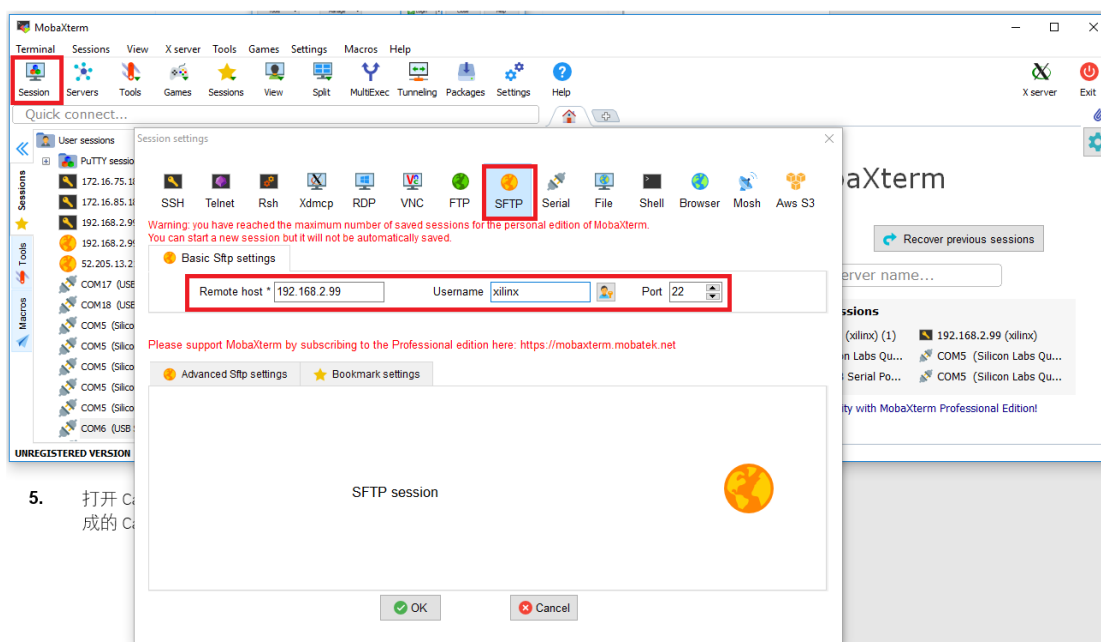 MobaXterm
Terminal Sessions View X server Tools Games Settings Macros Help
Session Servers Tools Games Sessions View Split MultiExec Tunneling Packages Settings Help X server Exit
Quick connect...
User sessions
PuTTY sessio
172.16.75.18
172.16.85.18
192.168.2.99
192.168.2.99
52.205.13.2
COM17 (USB
COM18 (USB
COM5 (Silico
COM5 (Silico
COM5 (Silico
COM5 (Silico
COM5 (Silico
COM6 (USB
Sessions
Tools
Macros
UNREGISTERED VERSION
Session settings
SSH Telnet Rsh Xdmcp RDP VNC FTP SFTP Serial File Shell Browser Mosh Aws S3
Warning: you have reached the maximum number of saved sessions for the personal edition of MobaXterm.
You can start a new session but it will not be automatically saved.
Basic Sftp settings
Remote host * 192.168.2.99 Username xilinx Port 22
Please support MobaXterm by subscribing to the Professional edition here: https://mobaxterm.mobatek.net
Advanced Sftp settings Bookmark settings
SFTP session
OK Cancel
aXterm
Recover previous sessions
erver name...
ssions
(xilinx) (1) 192.168.2.99 (xilinx)
on Labs Qu... COM5 (Silicon Labs Qu...
Serial Po... COM5 (Silicon Labs Qu...
ity with MobaXterm Professional Edition!
5. 打开 Ca
成的 Ca